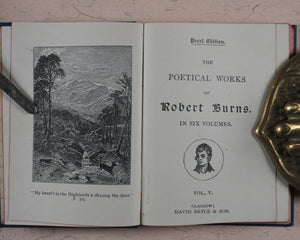 "My heart's in the Highlands a chasing the deer."
P. 375.
Pearl Edition.
THE
POETICAL WORKS
OF
Robert Burns.
IN SIX VOLUMES.
VOL. V.
GLASGOW:
DAVID BRYCE & SON.